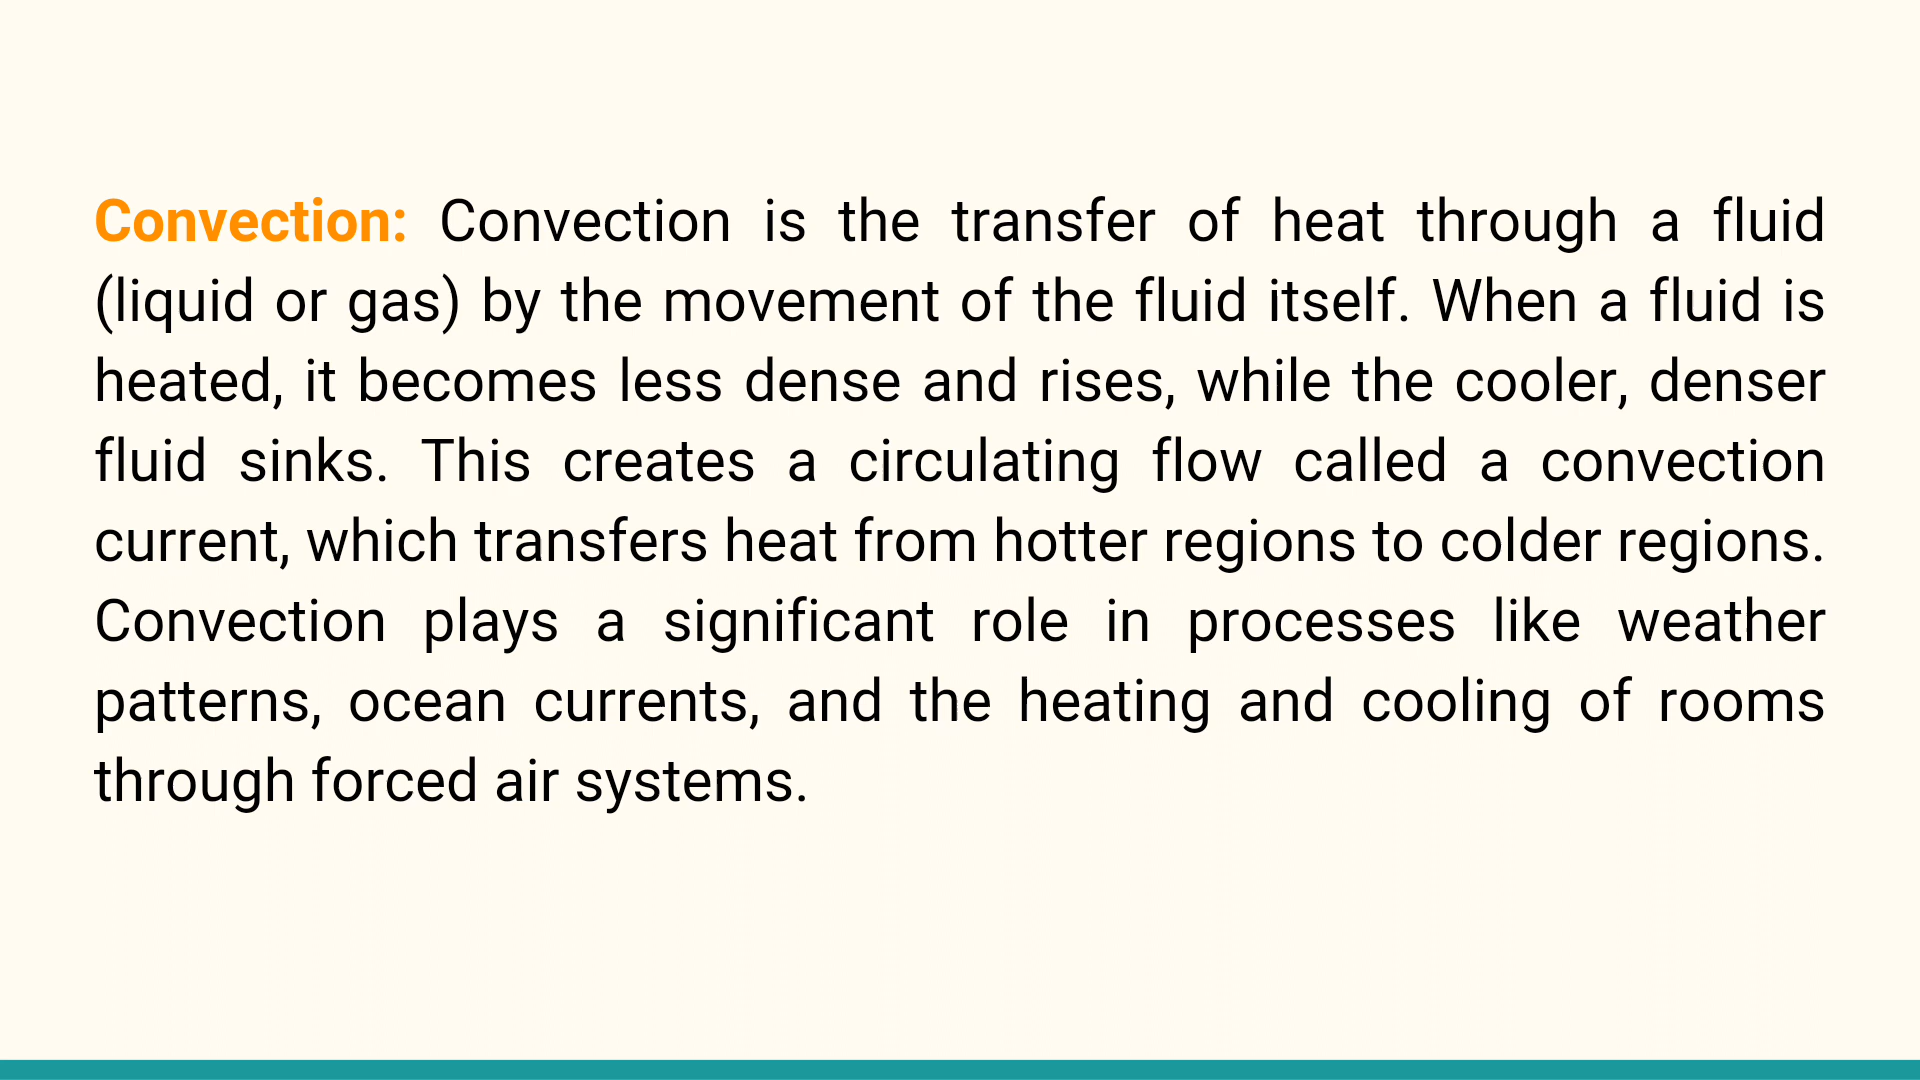 Convection: Convection is the transfer of heat through a fluid
(liquid or gas) by the movement of the fluid itself. When a fluid is
heated, it becomes less dense and rises, while the cooler, denser
fluid sinks. This creates a circulating flow called a convection
current, which transfers heat from hotter regions to colder regions.
Convection plays a significant role in processes like weather
patterns, ocean currents, and the heating and cooling of rooms
through forced air systems.